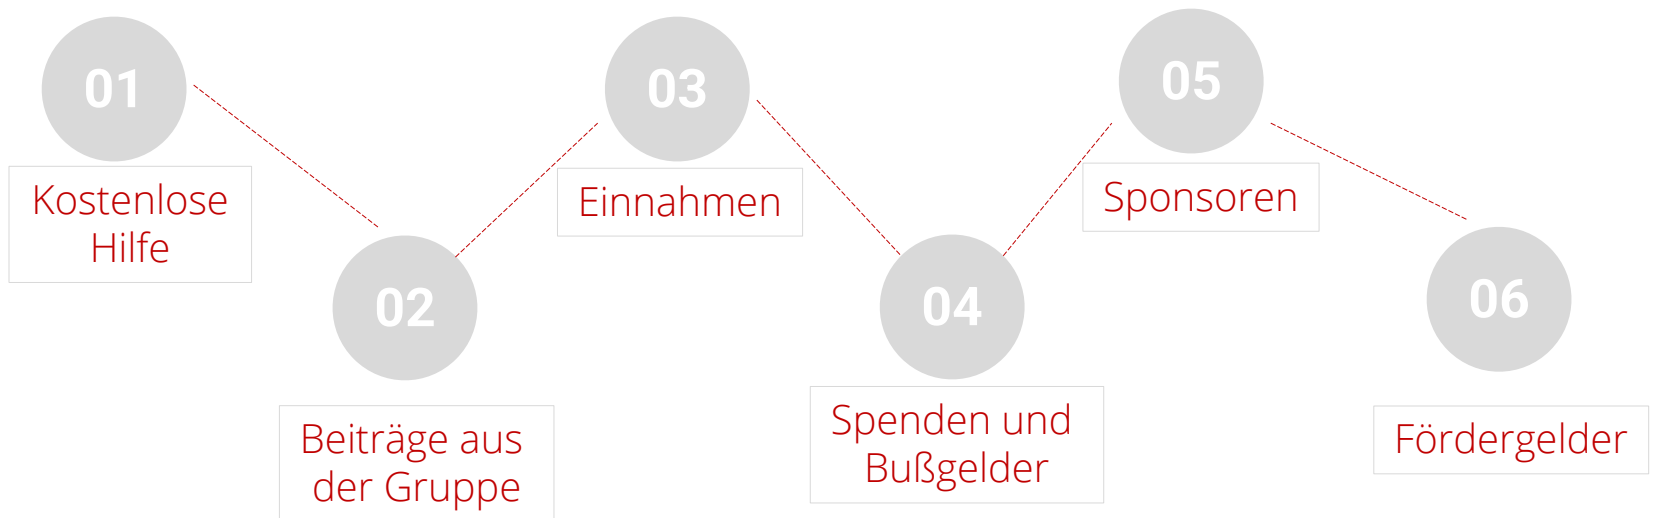 01
Kostenlose
Hilfe
02
Beiträge aus
der Gruppe
03
Einnahmen
04
Spenden und
Bußgelder
05
Sponsoren
06
Fördergelder